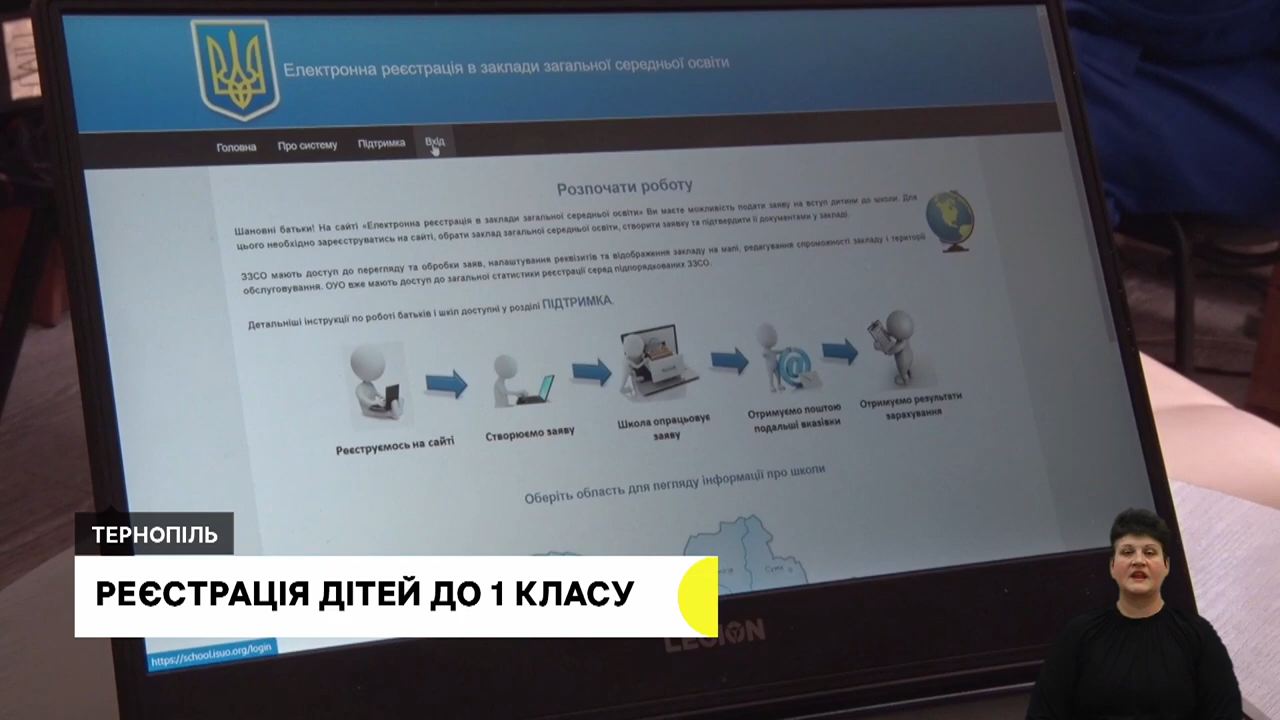 Електронна реєстрація в заклади загальної середньої освіти
Головна Про систему Підтримка Вхід
Розпочати роботу
Шановні батьки! На сайті «Електронна реєстрація в заклади загальної середньої освіти» Ви маєте можливість подати заяву на вступ дитини до школи. Для
цього необхідно зареєструватись на сайті, обрати заклад загальної середньої освіти, створити заявку та підтвердити її документами у закладі.
ЗЗСО мають доступ до перегляду та обробки заяв, налаштування реквізитів та відображення закладу на мапі, редагування спроможності закладу і території
обслуговування. ОУО вже мають доступ до загальної статистики реєстрації серед підпорядкованих ЗЗСО.
Детальніші інструкції по роботі батьків і шкіл доступні у розділі ПІДТРИМКА.
Реєструємось на сайті
Створюємо заяву
Школа опрацьовує
заяву
Отримуємо поштою
подальші вказівки
Отримуємо результати
зарахування
Оберіть область для пегляду інформації про школи
ТЕРНОПІЛЬ
РЕЄСТРАЦІЯ ДІТЕЙ ДО 1 КЛАСУ
LEGION
https://school.isuo.org/login